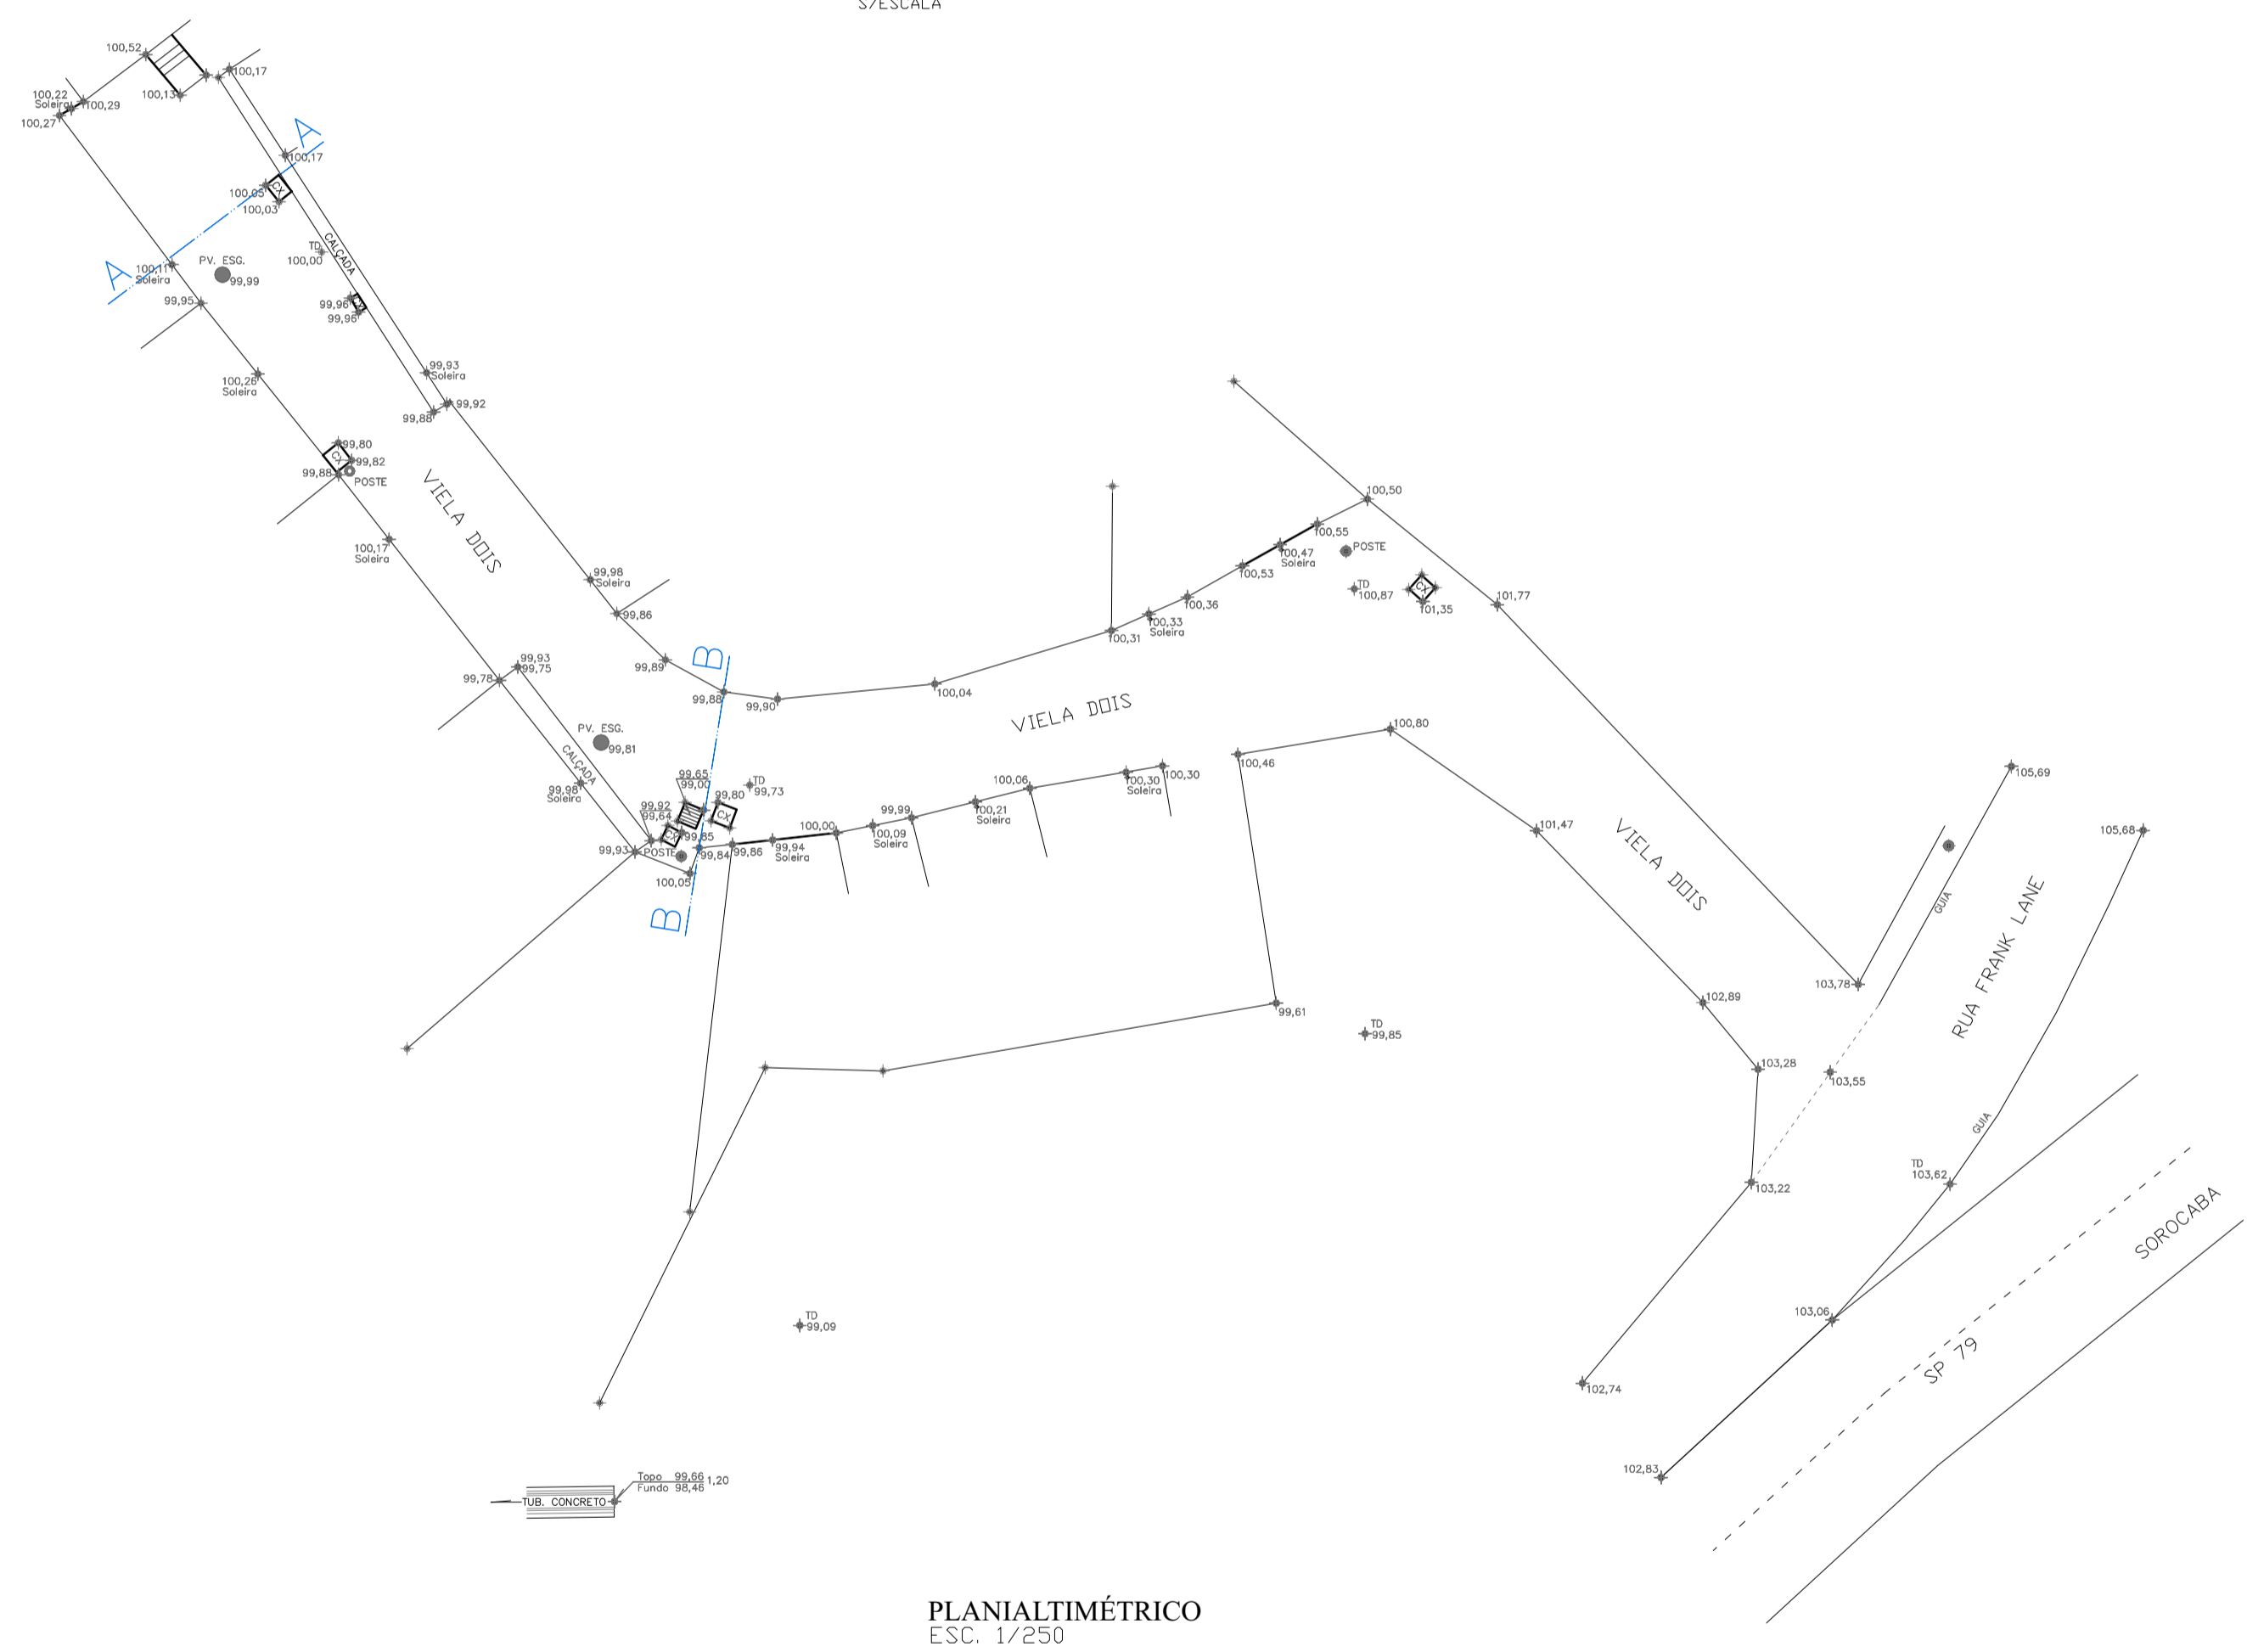 S/ESCALA
100,52
100,17
100,22
Soleira
100,29
100,13
100,27
A
100,17
100,05
CX
100,03
CALÇADA
TD
100,00
A
100,11
Soleira
PV. ESG.
99,99
99,95
99,96
99,96
99,93
Soleira
100,26
Soleira
99,92
99,88
99,80
CX
99,82
99,88
POSTE
VIELA DOIS
100,17
Soleira
99,98
Soleira
99,86
100,50
100,55
POSTE
100,47
Soleira
100,53
TD
100,87
CX
101,35
101,77
100,36
100,33
Soleira
100,31
B
99,93
99,75
99,89
99,78
99,88
99,90
100,04
VIELA DOIS
100,80
100,46
PV. ESG.
99,81
CALÇADA
99,98
Soleira
99,65
99,00
TD
99,73
99,80
CX
100,06
100,30
Soleira
100,30
105,69
99,92
99,64
99,85
99,99
100,21
Soleira
100,00
100,09
Soleira
101,47
105,68
99,93
POSTE
99,84
99,86
99,94
Soleira
100,05
B
VIELA DOIS
GUIA
RUA FRANK LANE
103,78
102,89
99,61
TD
99,85
103,28
103,55
GUIA
TD
103,62
103,22
SOROCABA
103,06
TD
99,09
SP 79
102,74
102,83
Topo 99,66
1,20
Fundo 98,46
TUB. CONCRETO
PLANIALTIMÉTRICO
ESC. 1/250